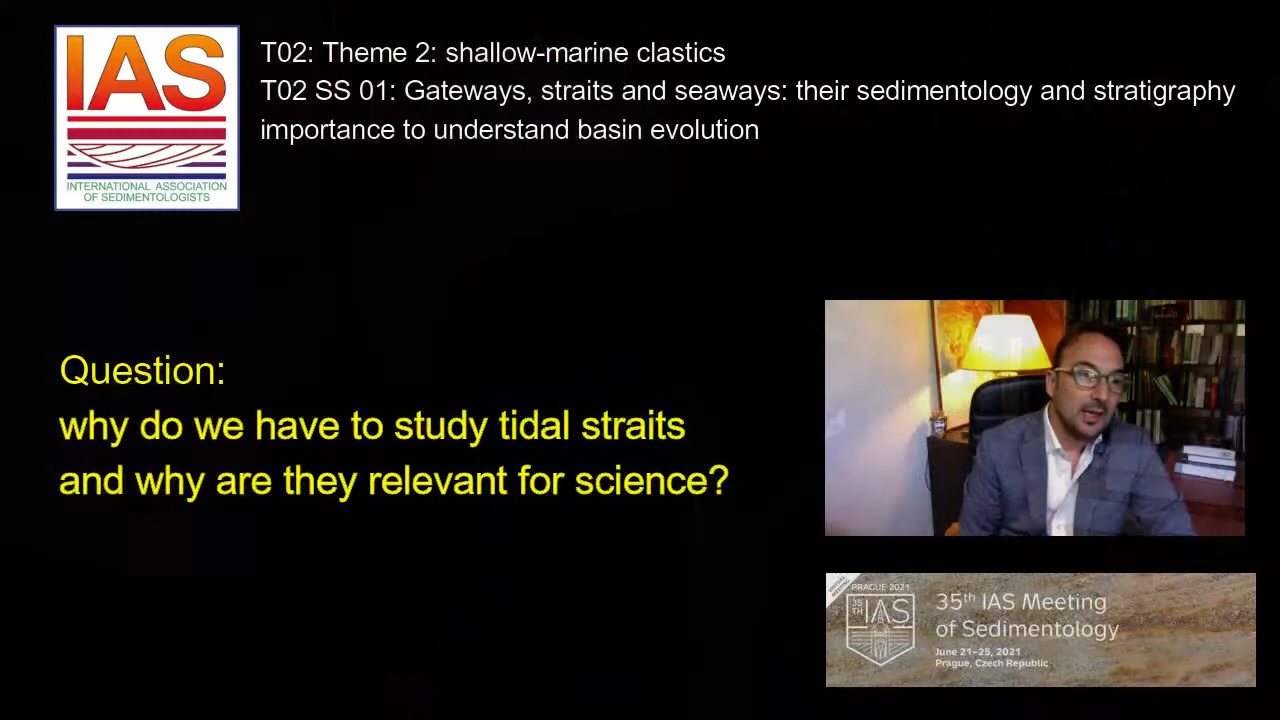 IAS
INTERNATIONAL ASSOCIATION
OF SEDIMENTOLOGISTS
T02: Theme 2: shallow-marine clastics
T02 SS 01: Gateways, straits and seaways: their sedimentology and stratigraphy
importance to understand basin evolution
Question:
why do we have to study tidal straits
and why are they relevant for science?
PRAGUE 2021
35
TH
IAS
35th IAS Meeting
of Sedimentology
June 21–25, 2021
Prague, Czech Republic